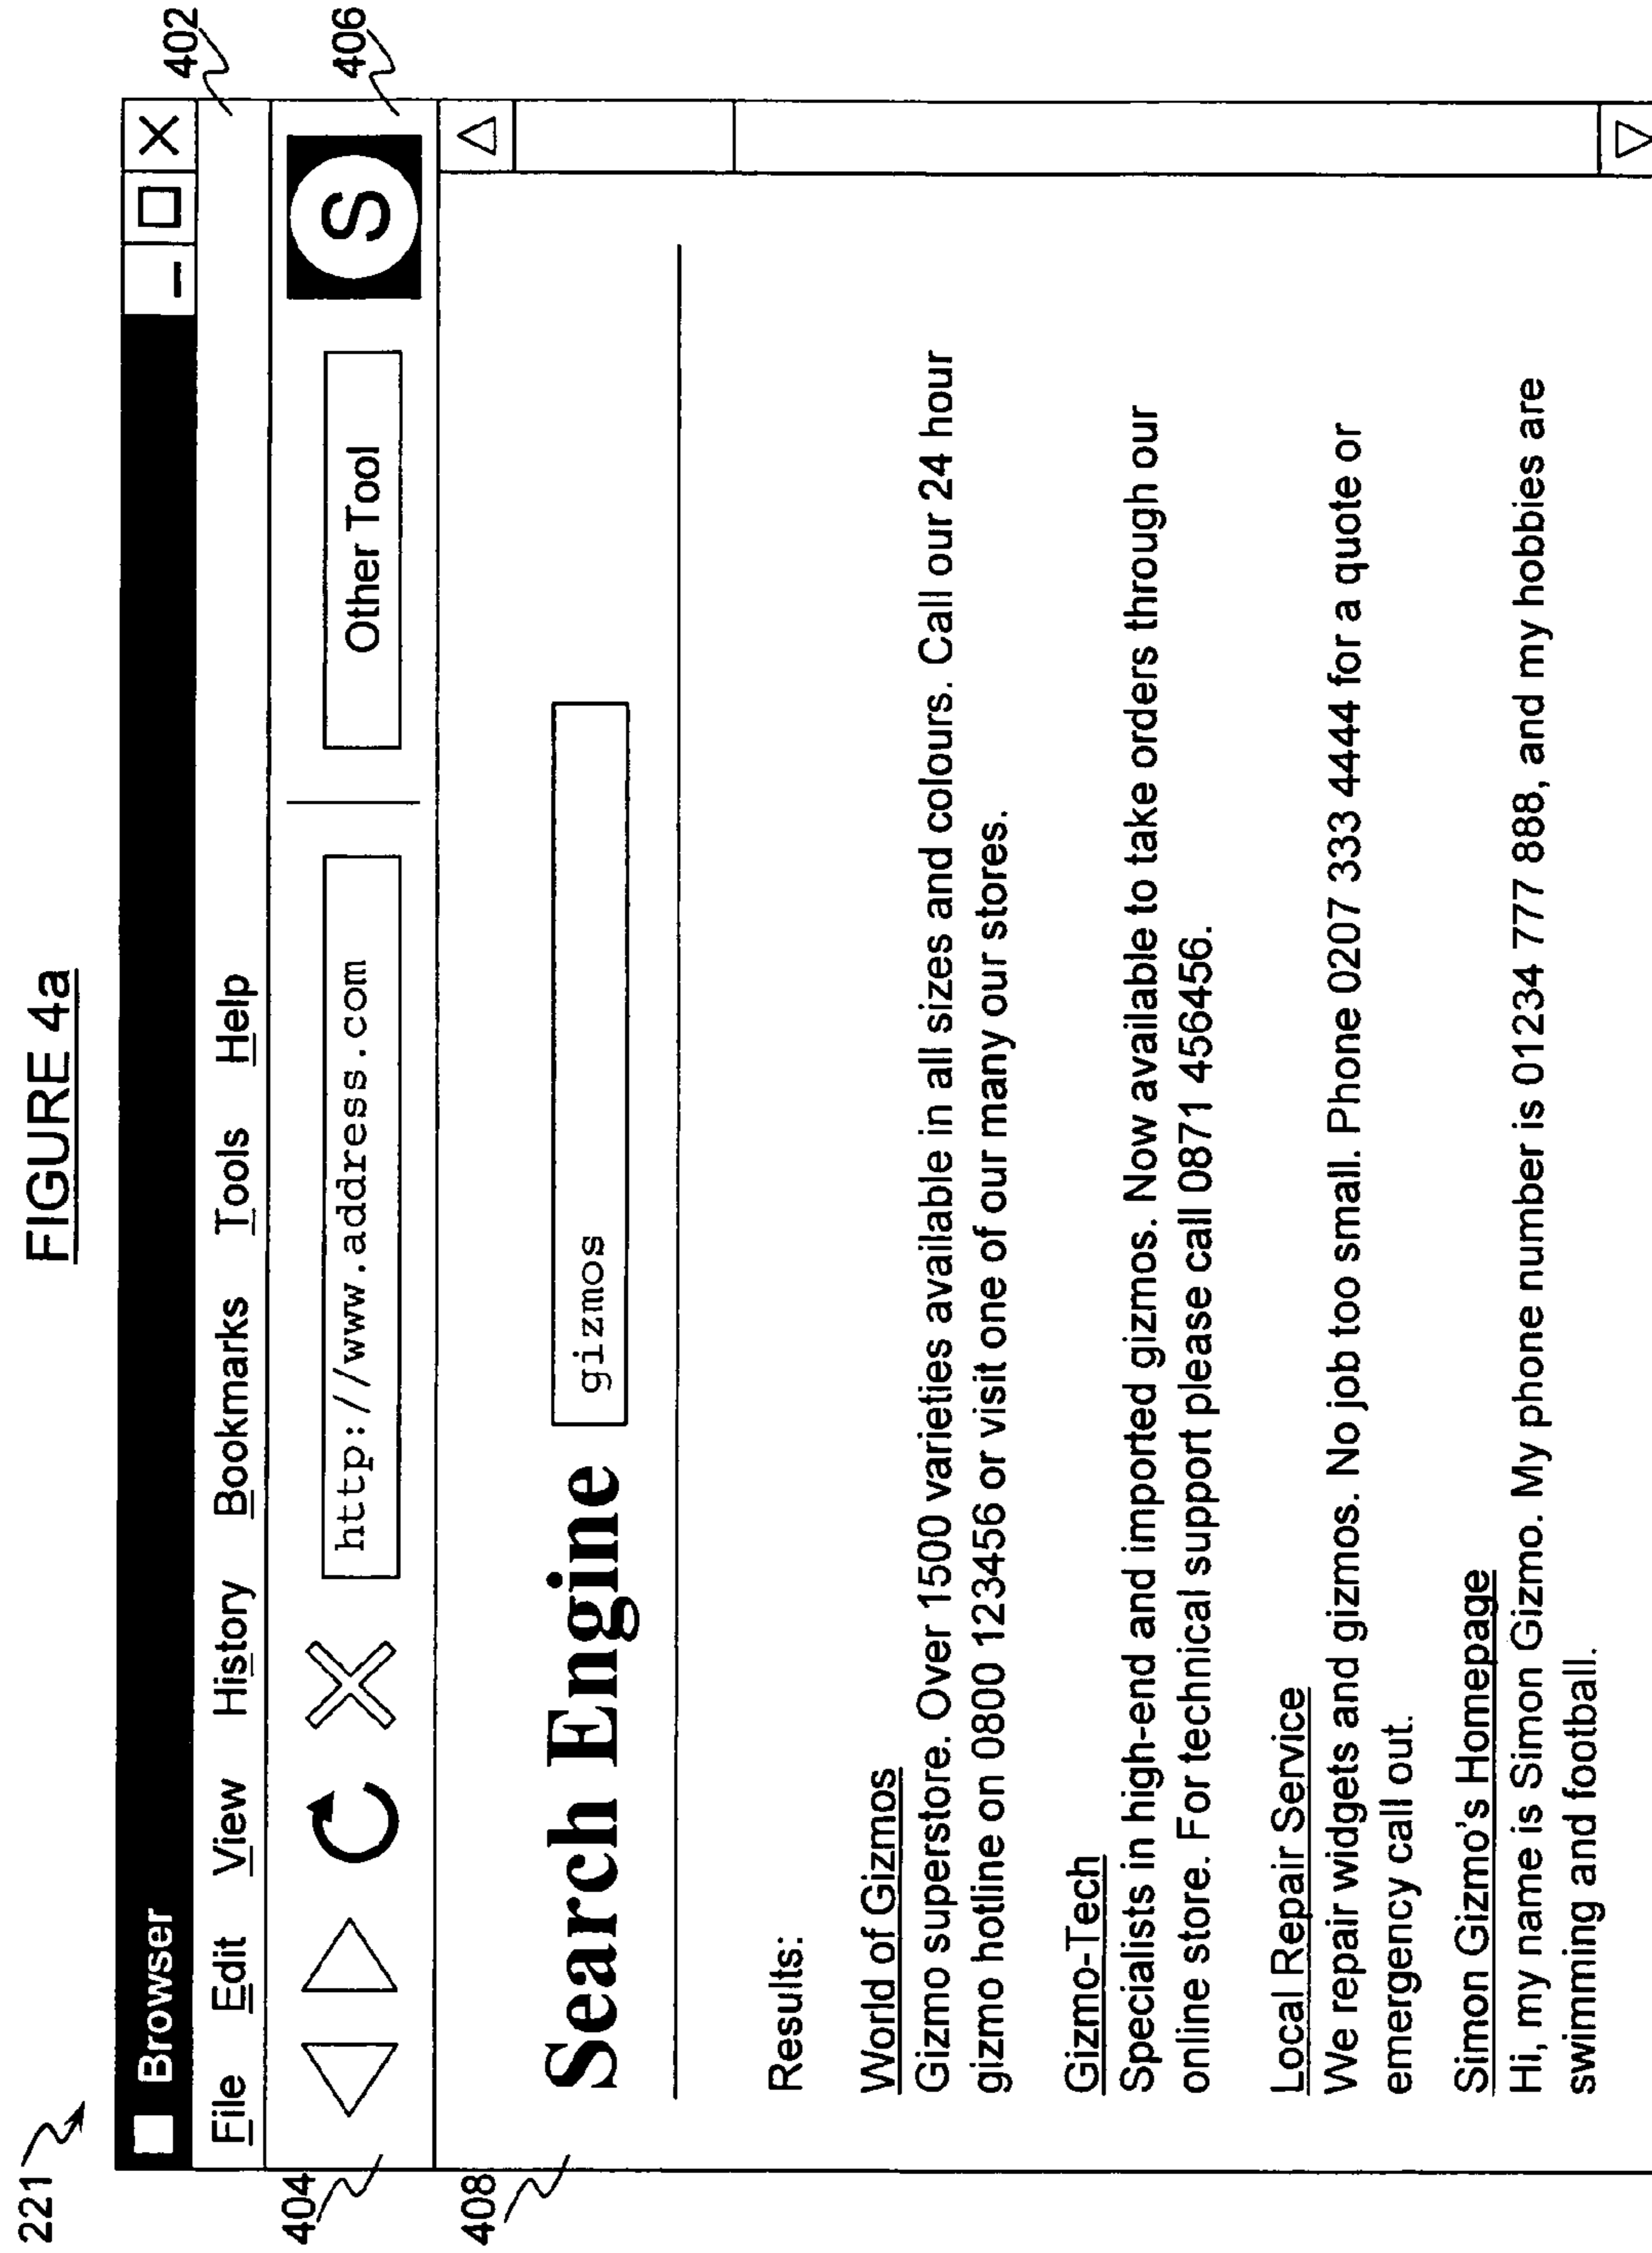 FIGURE 4a
221
Browser
402
File Edit View History Bookmarks Tools Help
404
http://www.address.com
Other Tool
S
406
408
Search Engine
gizmos
Results:
World of Gizmos
Gizmo superstore. Over 1500 varieties available in all sizes and colours. Call our 24 hour
gizmo hotline on 0800 123456 or visit one of our many our stores.
Gizmo-Tech
Specialists in high-end and imported gizmos. Now available to take orders through our
online store. For technical support please call 0871 456456.
Local Repair Service
We repair widgets and gizmos. No job too small. Phone 0207 333 4444 for a quote or
emergency call out.
Simon Gizmo's Homepage
Hi, my name is Simon Gizmo. My phone number is 01234 777 888, and my hobbies are
swimming and football.